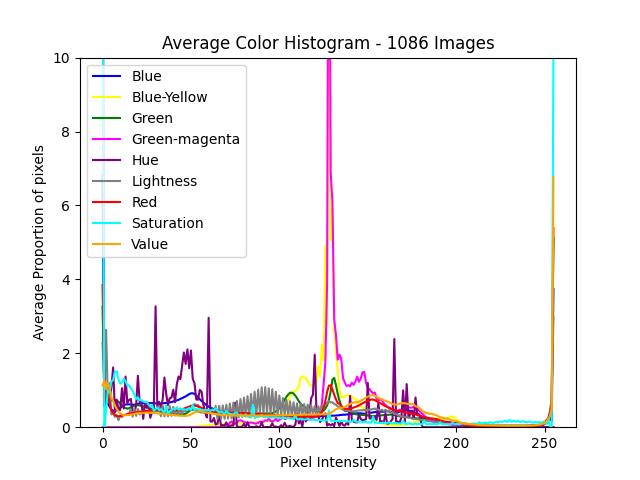 Average Color Histogram - 1086 Images
Average Proportion of pixels
10
8
6
4
2
0
Blue
Blue-Yellow
Green
Green-magenta
Hue
Lightness
Red
Saturation
Value
0
50
100
150
200
250
Pixel Intensity